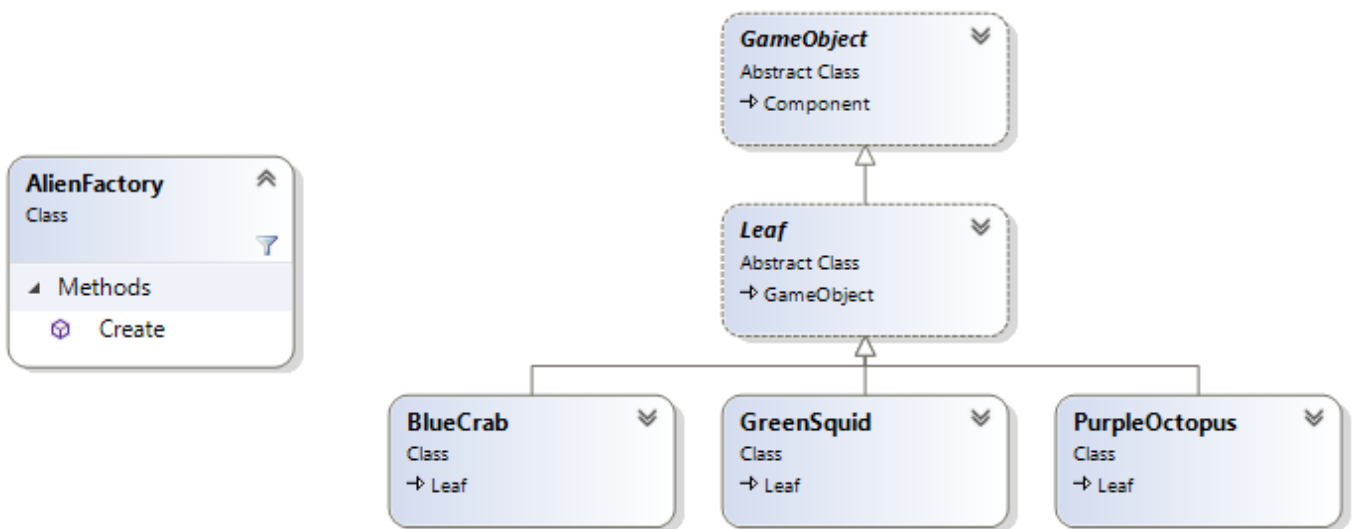 GameObject
Abstract Class
Component
AlienFactory
Class
Methods
Create
Leaf
Abstract Class
GameObject
BlueCrab
Class
Leaf
GreenSquid
Class
Leaf
PurpleOctopus
Class
Leaf